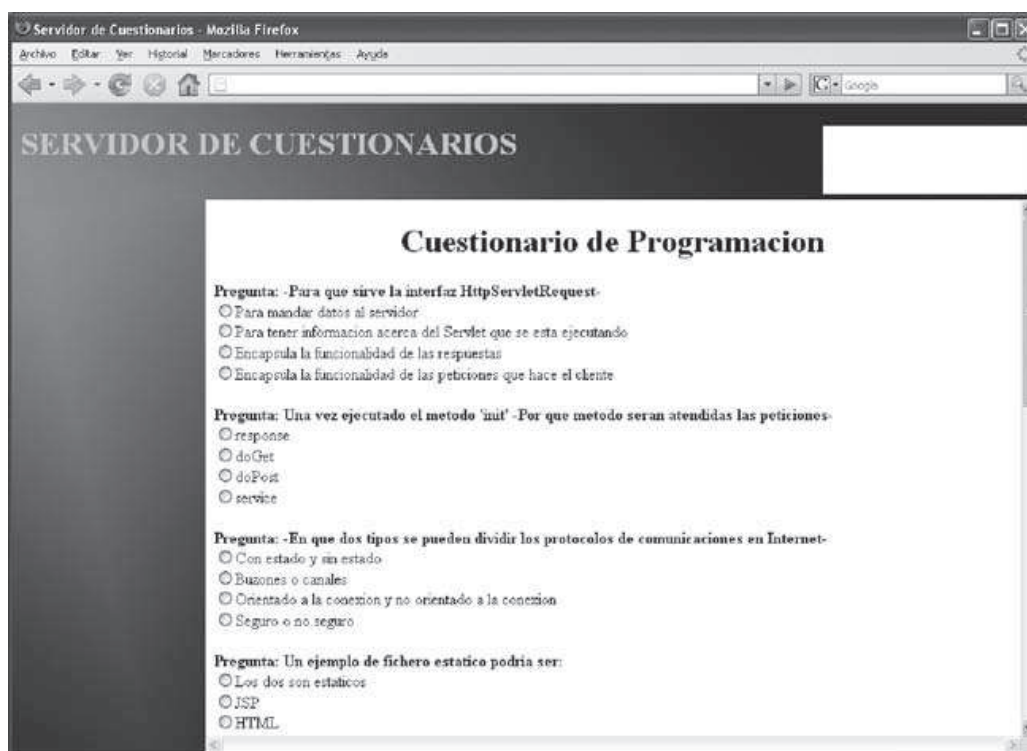 Servidor de Cuestionarios - Mozilla Firefox
Archivo Editar Ver Historial Marcadores Herramientas Ayuda
Google
SERVIDOR DE CUESTIONARIOS
Cuestionario de Programacion
Pregunta: -Para que sirve la interfaz HttpServletRequest-
Para mandar datos al servidor
Para tener informacion acerca del Servlet que se esta ejecutando
Encapsula la funcionalidad de las respuestas
Encapsula la funcionalidad de las peticiones que hace el cliente
Pregunta: Una vez ejecutado el metodo 'init' -Por que metodo seran atendidas las peticiones-
response
doGet
doPost
service
Pregunta: -En que dos tipos se pueden dividir los protocolos de comunicaciones en Internet-
Con estado y sin estado
Buzones o canales
Orientado a la conexion y no orientado a la conexion
Seguro o no seguro
Pregunta: Un ejemplo de fichero estatico podria ser:
Los dos son estaticos
JSP
HTML